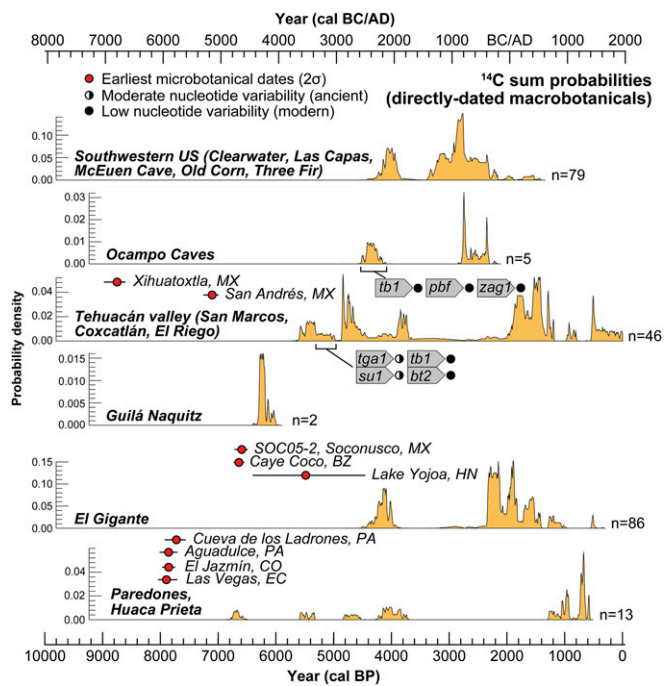 Year (cal BC/AD)
8000 7000 6000 5000 4000 3000 2000 1000 BC/AD 1000 2000
Earliest microbotanical dates (2σ)
Moderate nucleotide variability (ancient)
Low nucleotide variability (modern)
¹⁴C sum probabilities
(directly-dated macrobotanicals)
0.10
0.05
0.00
Southwestern US (Clearwater, Las Capas,
McEuen Cave, Old Corn, Three Fir)
n=79
0.03
0.02
0.01
0.00
Ocampo Caves
n=5
tb1 pbf zag1
Xihuatoxtla, MX
San Andrés, MX
0.04
0.02
0.00
Tehuacán valley (San Marcos,
Coxcatlán, El Riego)
n=46
tga1 tb1
su1 bt2
Probability density
0.015
0.010
0.005
0.000
Guilá Naquitz
n=2
SOC05-2, Soconusco, MX
Caye Coco, BZ
Lake Yojoa, HN
0.15
0.10
0.05
0.00
El Gigante
n=86
Cueva de los Ladrones, PA
Aguadulce, PA
El Jazmín, CO
Las Vegas, EC
0.04
0.02
0.00
Paredones,
Huaca Prieta
n=13
10000 9000 8000 7000 6000 5000 4000 3000 2000 1000 0
Year (cal BP)